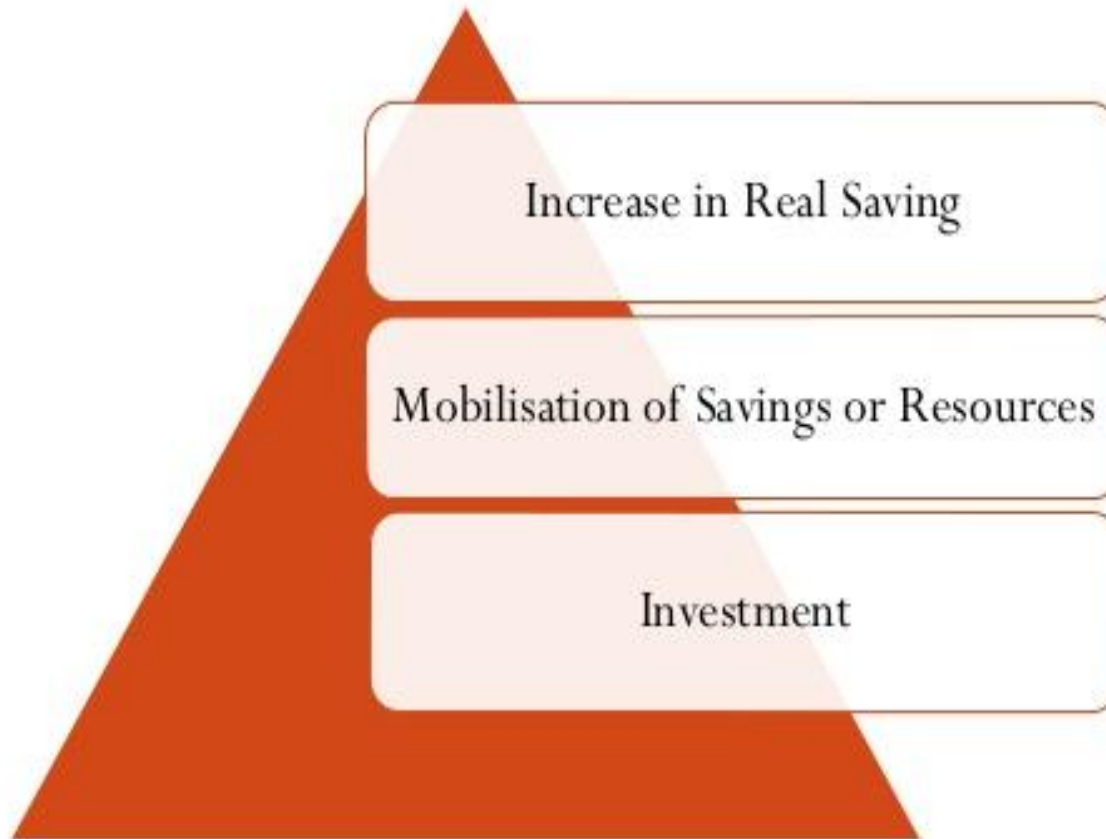 Increase in Real Saving
Mobilisation of Savings or Resources
Investment